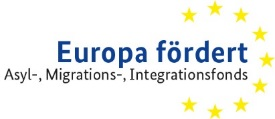 Europa fördert
Asyl-, Migrations-, Integrationsfonds